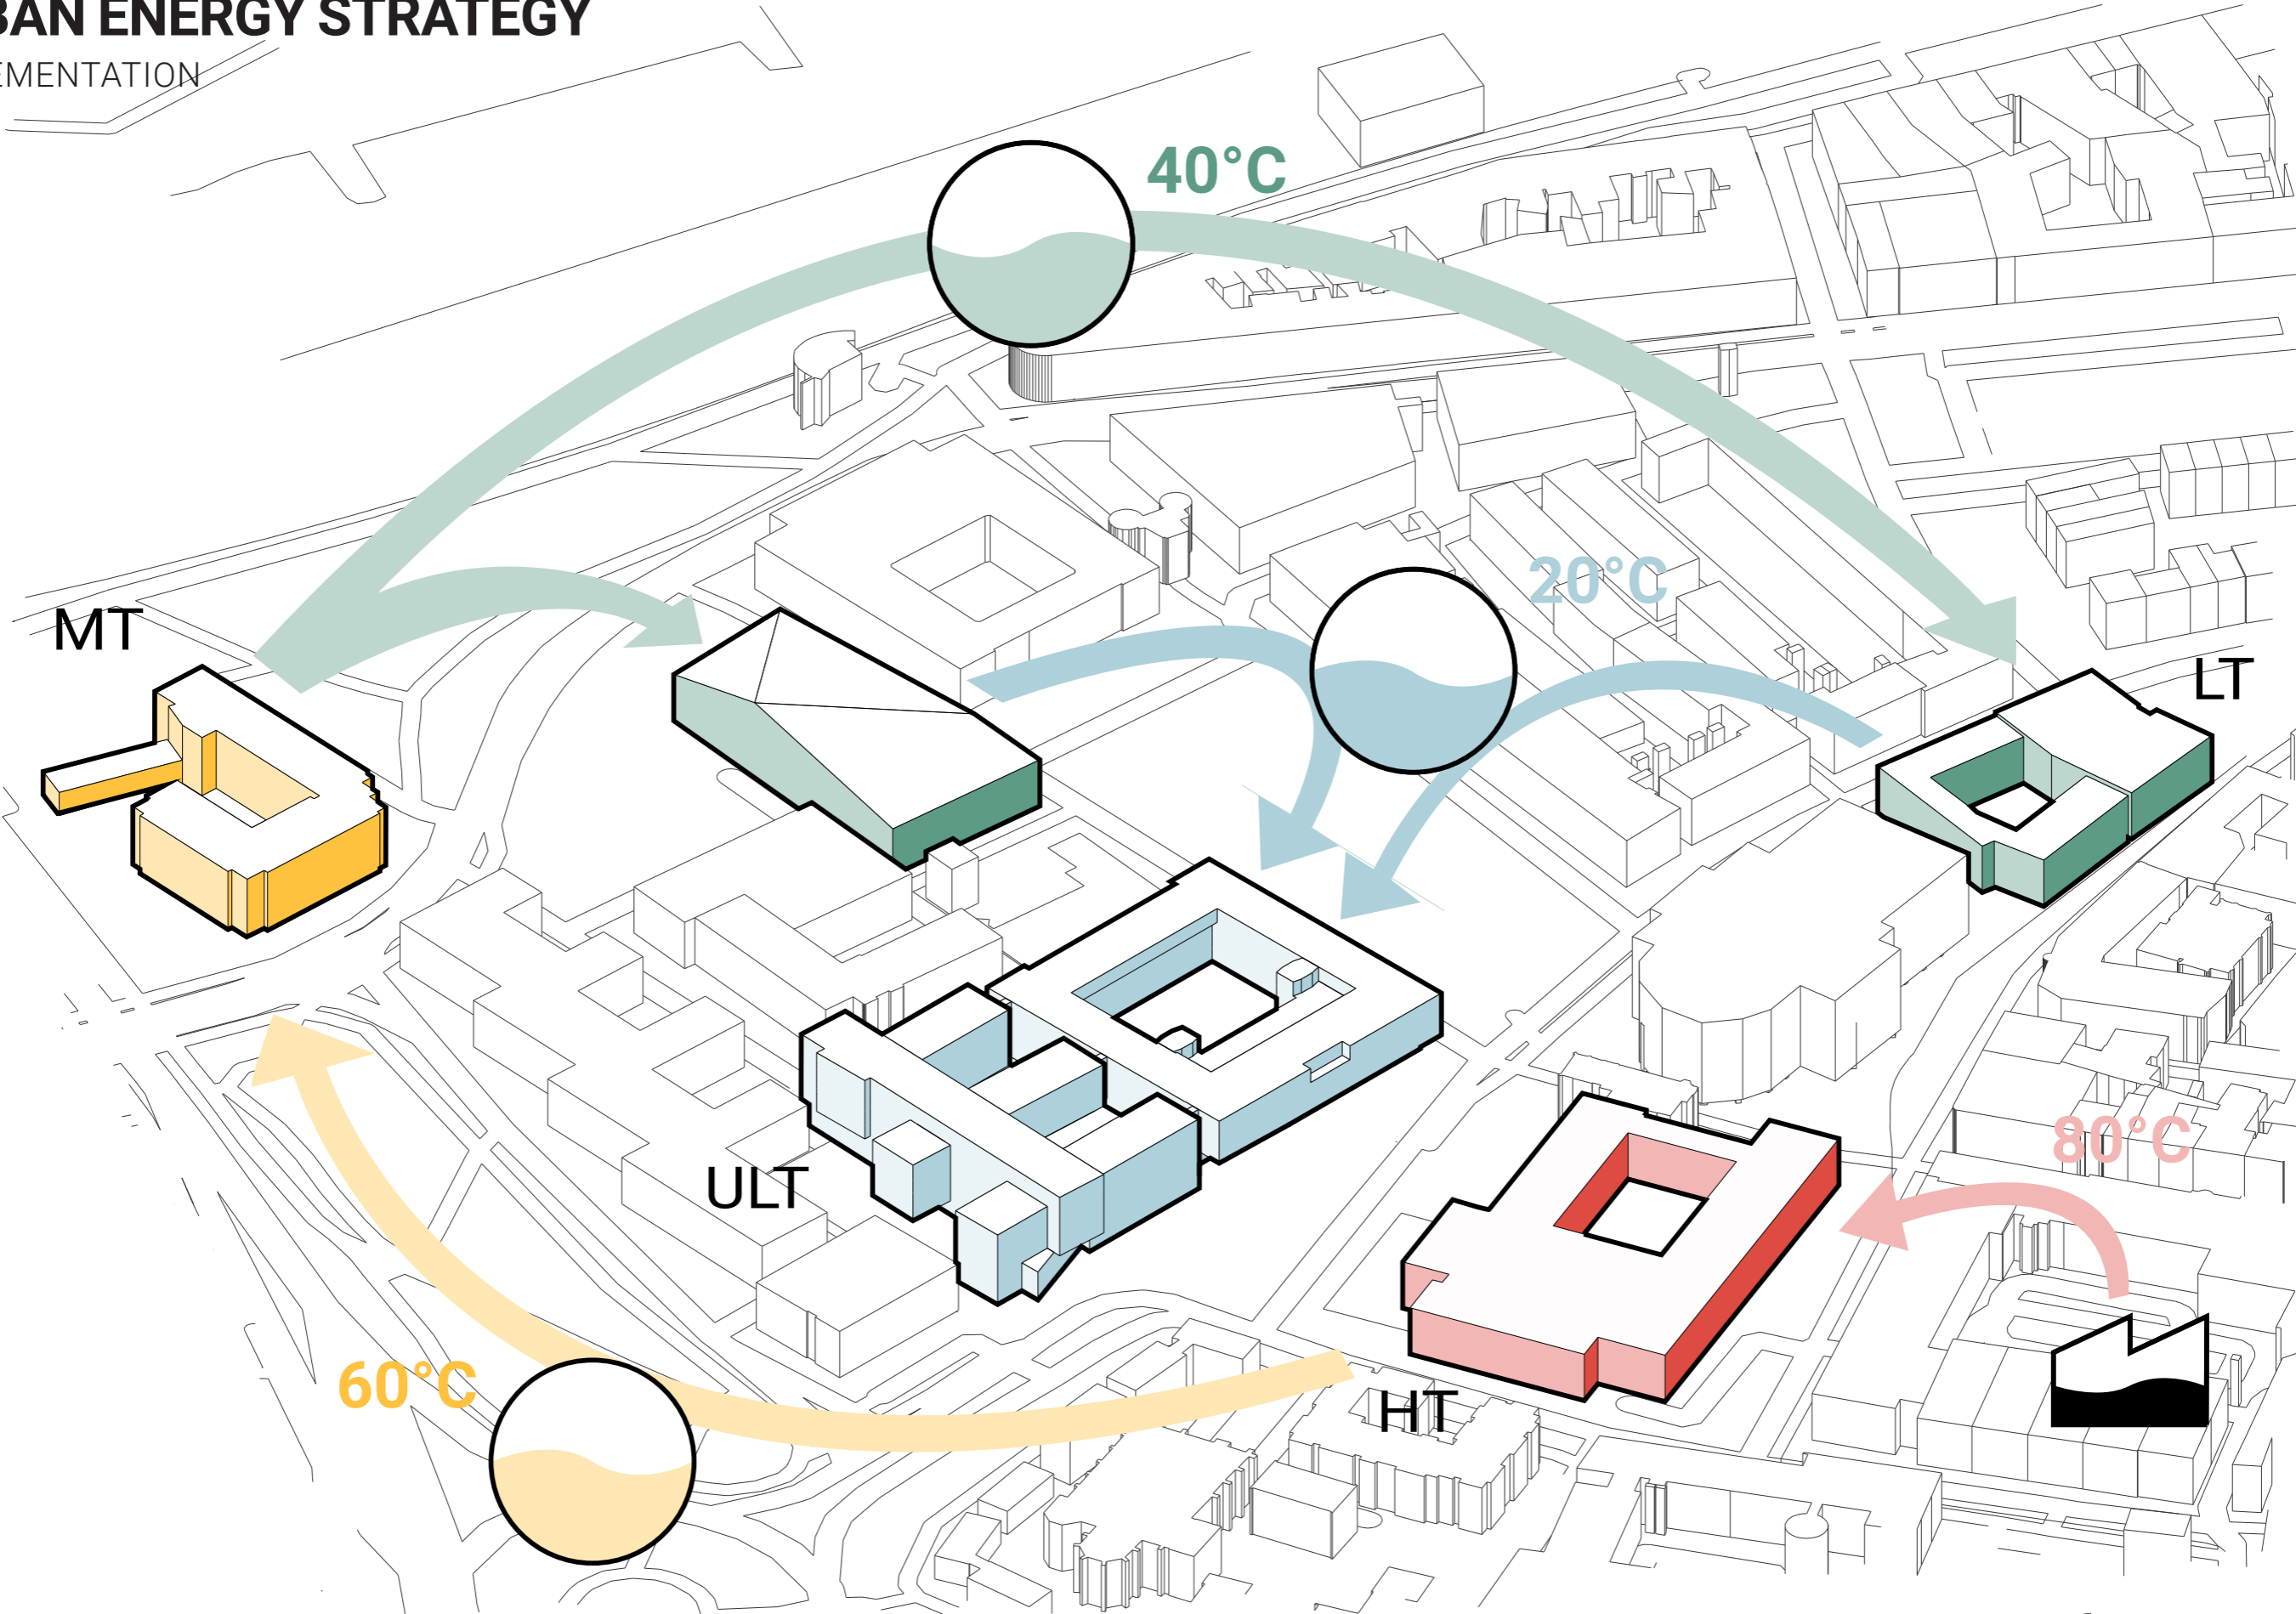 BAN ENERGY STRATEGY
EMENTATION
40°C
20°C
MT
LT
80°C
ULT
60°C
HT